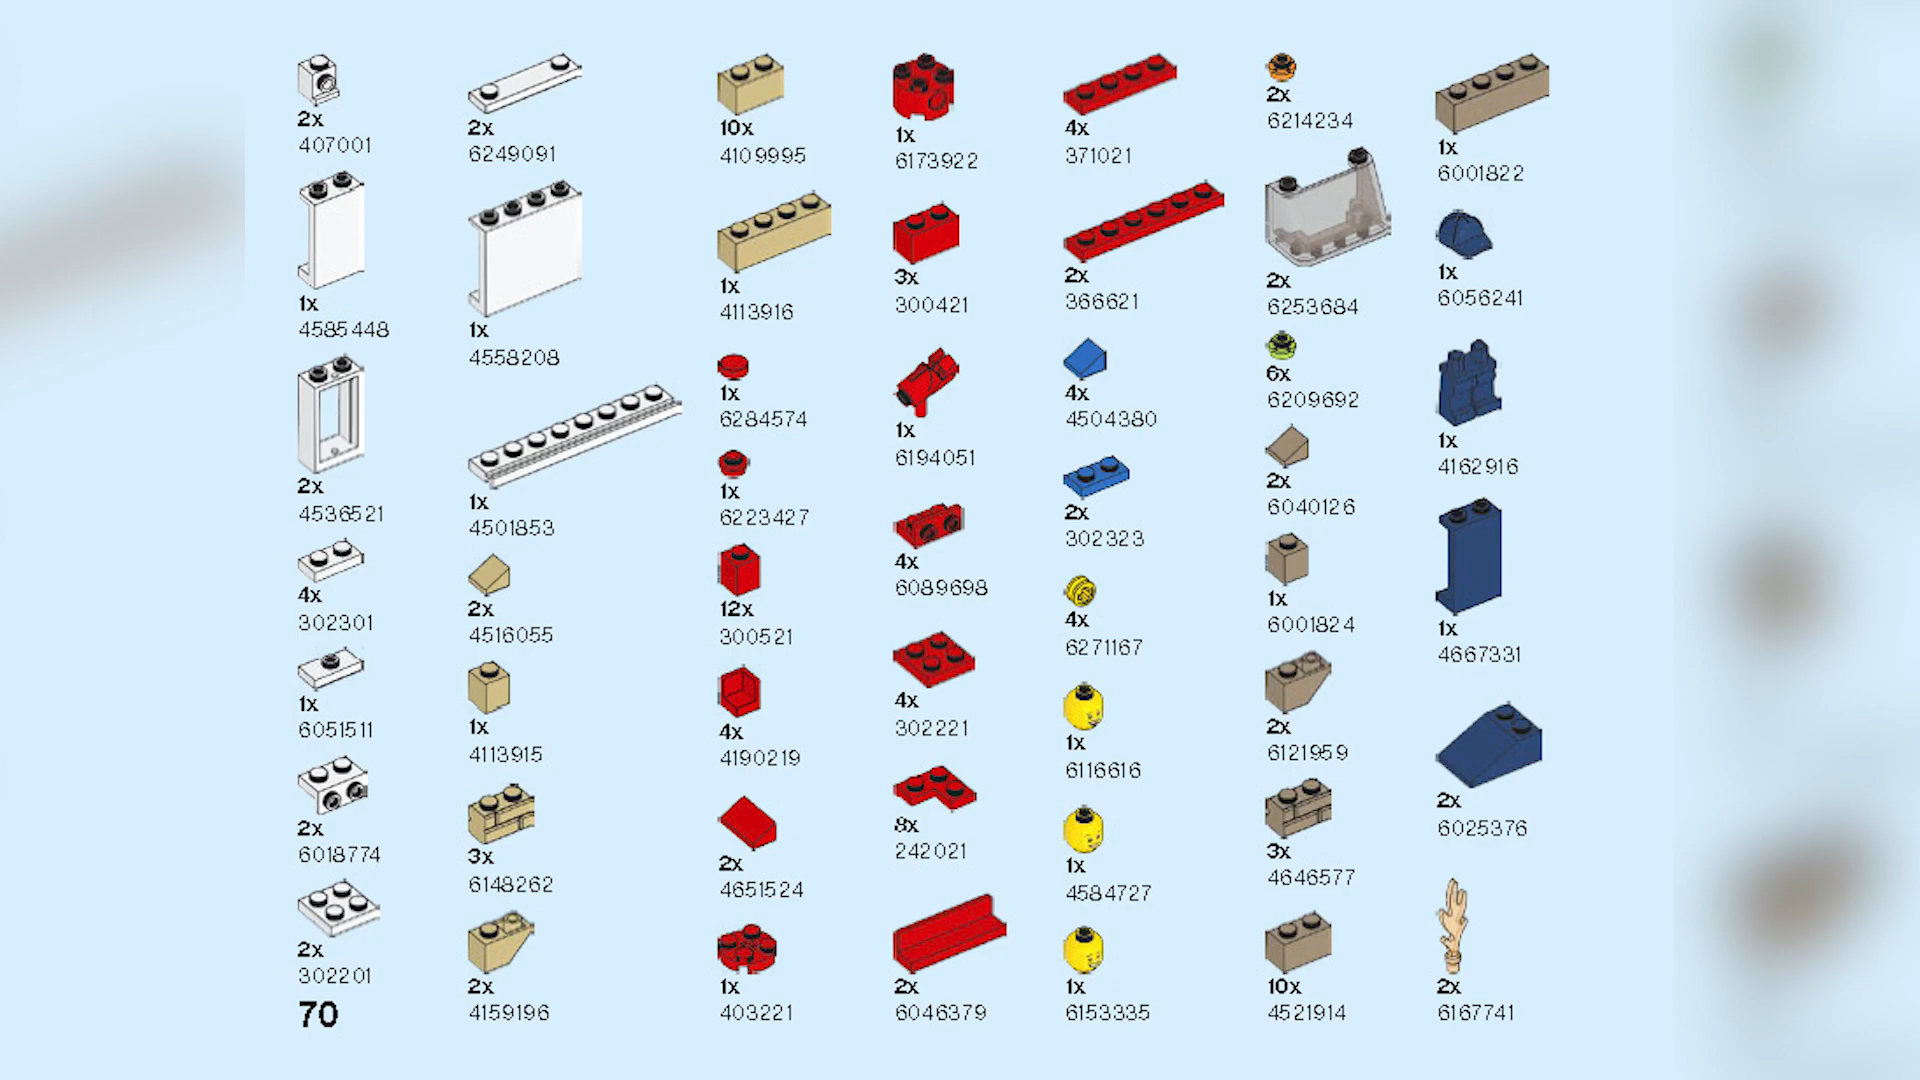 2x
407001
1x
4585448
2x
4536521
4x
302301
1x
6051511
2x
6018774
2x
302201
70
2x
6249091
1x
4558208
1x
4501853
2x
4516055
1x
4113915
3x
6148262
2x
4159196
10x
4109995
1x
4113916
1x
6284574
1x
6223427
12x
300521
4x
4190219
2x
4651524
1x
403221
1x
6173922
3x
300421
1x
6194051
4x
6089698
4x
302221
8x
242021
2x
6046379
4x
371021
2x
366621
4x
4504380
2x
302323
4x
6271167
1x
6116616
1x
4584727
1x
6153335
2x
6214234
2x
6253684
6x
6209692
2x
6040126
1x
6001824
2x
6121959
3x
4646577
10x
4521914
1x
6001822
1x
6056241
1x
4162916
1x
4667331
2x
6025376
2x
6167741